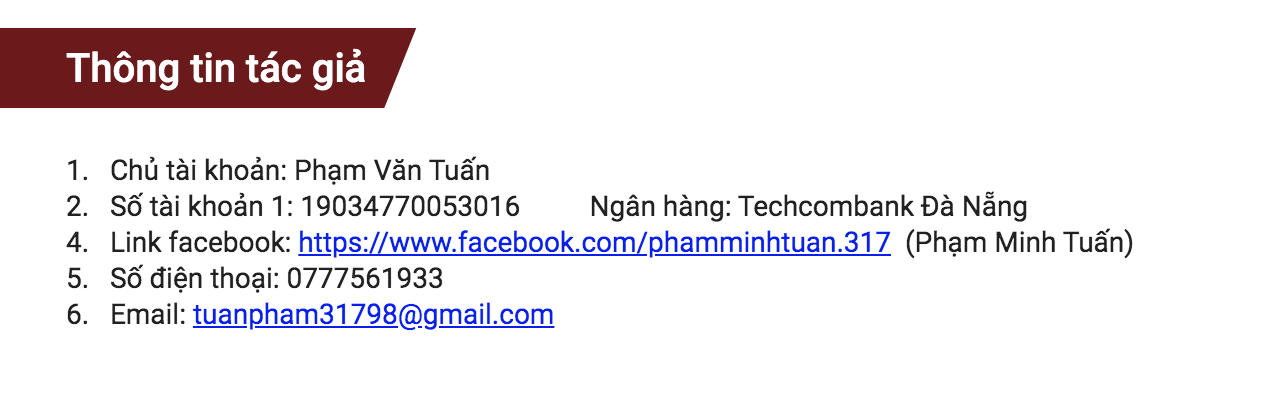 Thông tin tác giả
1. Chủ tài khoản: Phạm Văn Tuấn
2. Số tài khoản 1: 19034770053016 Ngân hàng: Techcombank Đà Nẵng
4. Link facebook: https://www.facebook.com/phamminhtuan.317 (Phạm Minh Tuấn)
5. Số điện thoại: 0777561933
6. Email: tuanpham31798@gmail.com